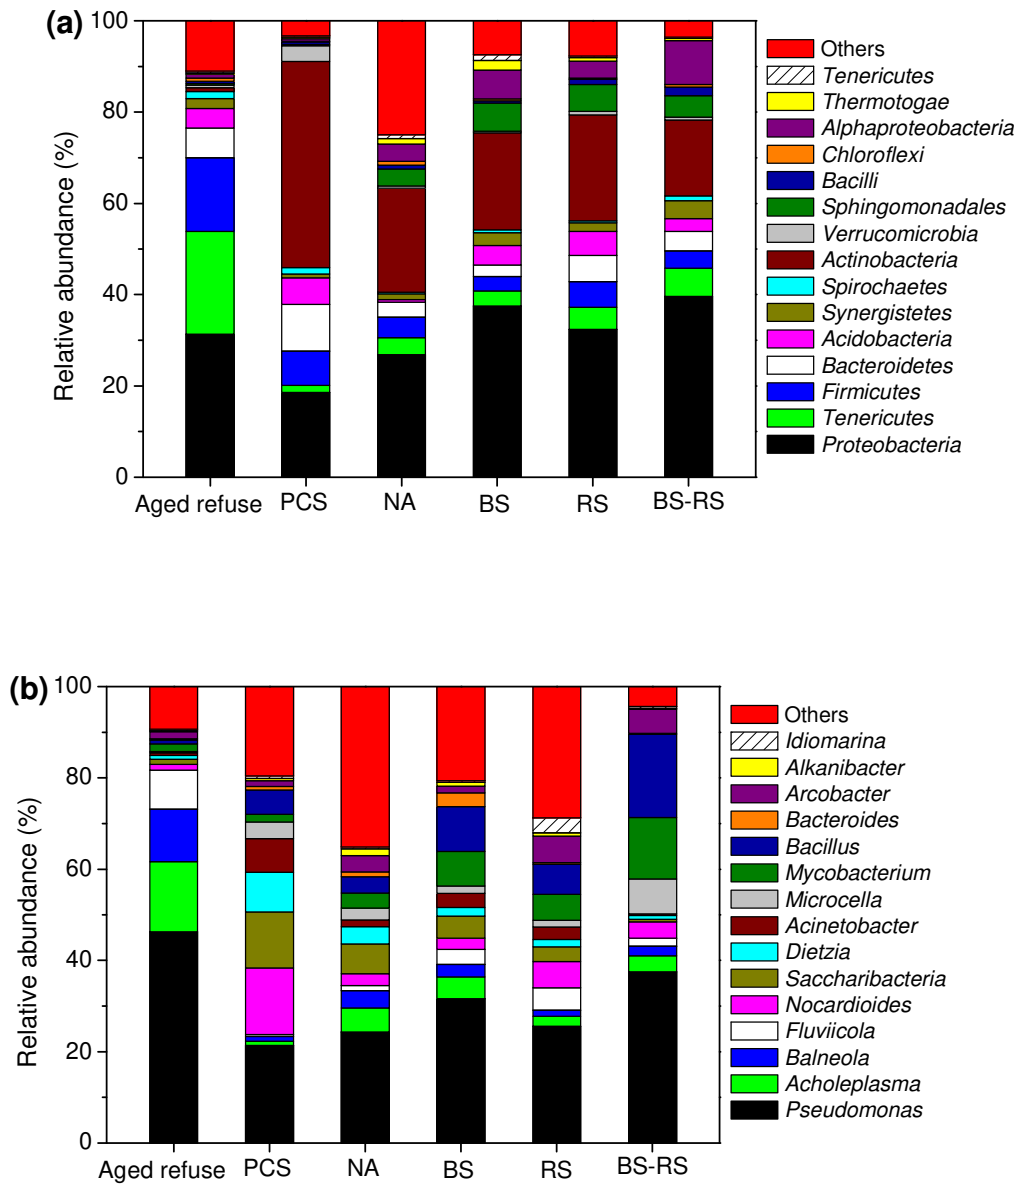 (a)
100
80
60
40
20
0
Relative abundance (%)
Aged refuse
PCS
NA
BS
RS
BS-RS
Others
Tenericutes
Thermotogae
Alphaproteobacteria
Chloroflexi
Bacilli
Sphingomonadales
Verrucomicrobia
Actinobacteria
Spirochaetes
Synergistetes
Acidobacteria
Bacteroidetes
Firmicutes
Tenericutes
Proteobacteria
(b)
100
80
60
40
20
0
Relative abundance (%)
Aged refuse
PCS
NA
BS
RS
BS-RS
Others
Idiomarina
Alkanibacter
Arcobacter
Bacteroides
Bacillus
Mycobacterium
Microcella
Acinetobacter
Dietzia
Saccharibacteria
Nocardioides
Fluviicola
Balneola
Acholeplasma
Pseudomonas